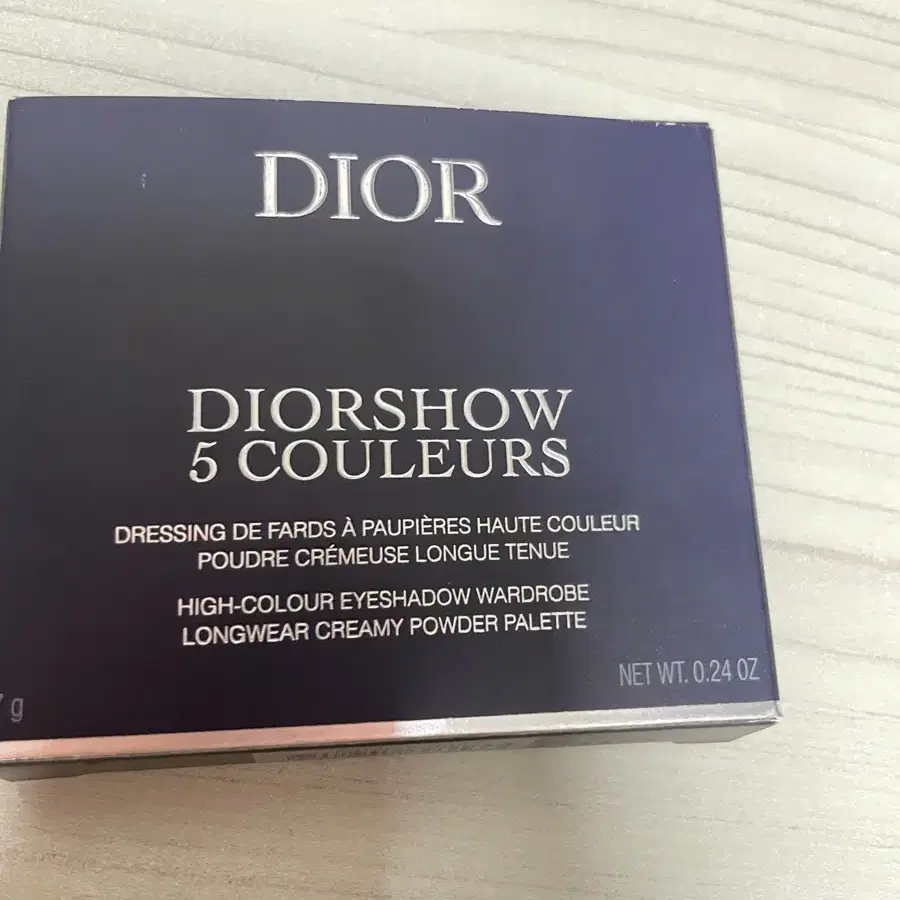 DIOR
DIORSHOW
5 COULEURS
DRESSING DE FARDS À PAUPIÈRES HAUTE COULEUR
POUDRE CRÉMEUSE LONGUE TENUE
HIGH-COLOUR EYESHADOW WARDROBE
LONGWEAR CREAMY POWDER PALETTE
NET WT. 0.24 OZ
g